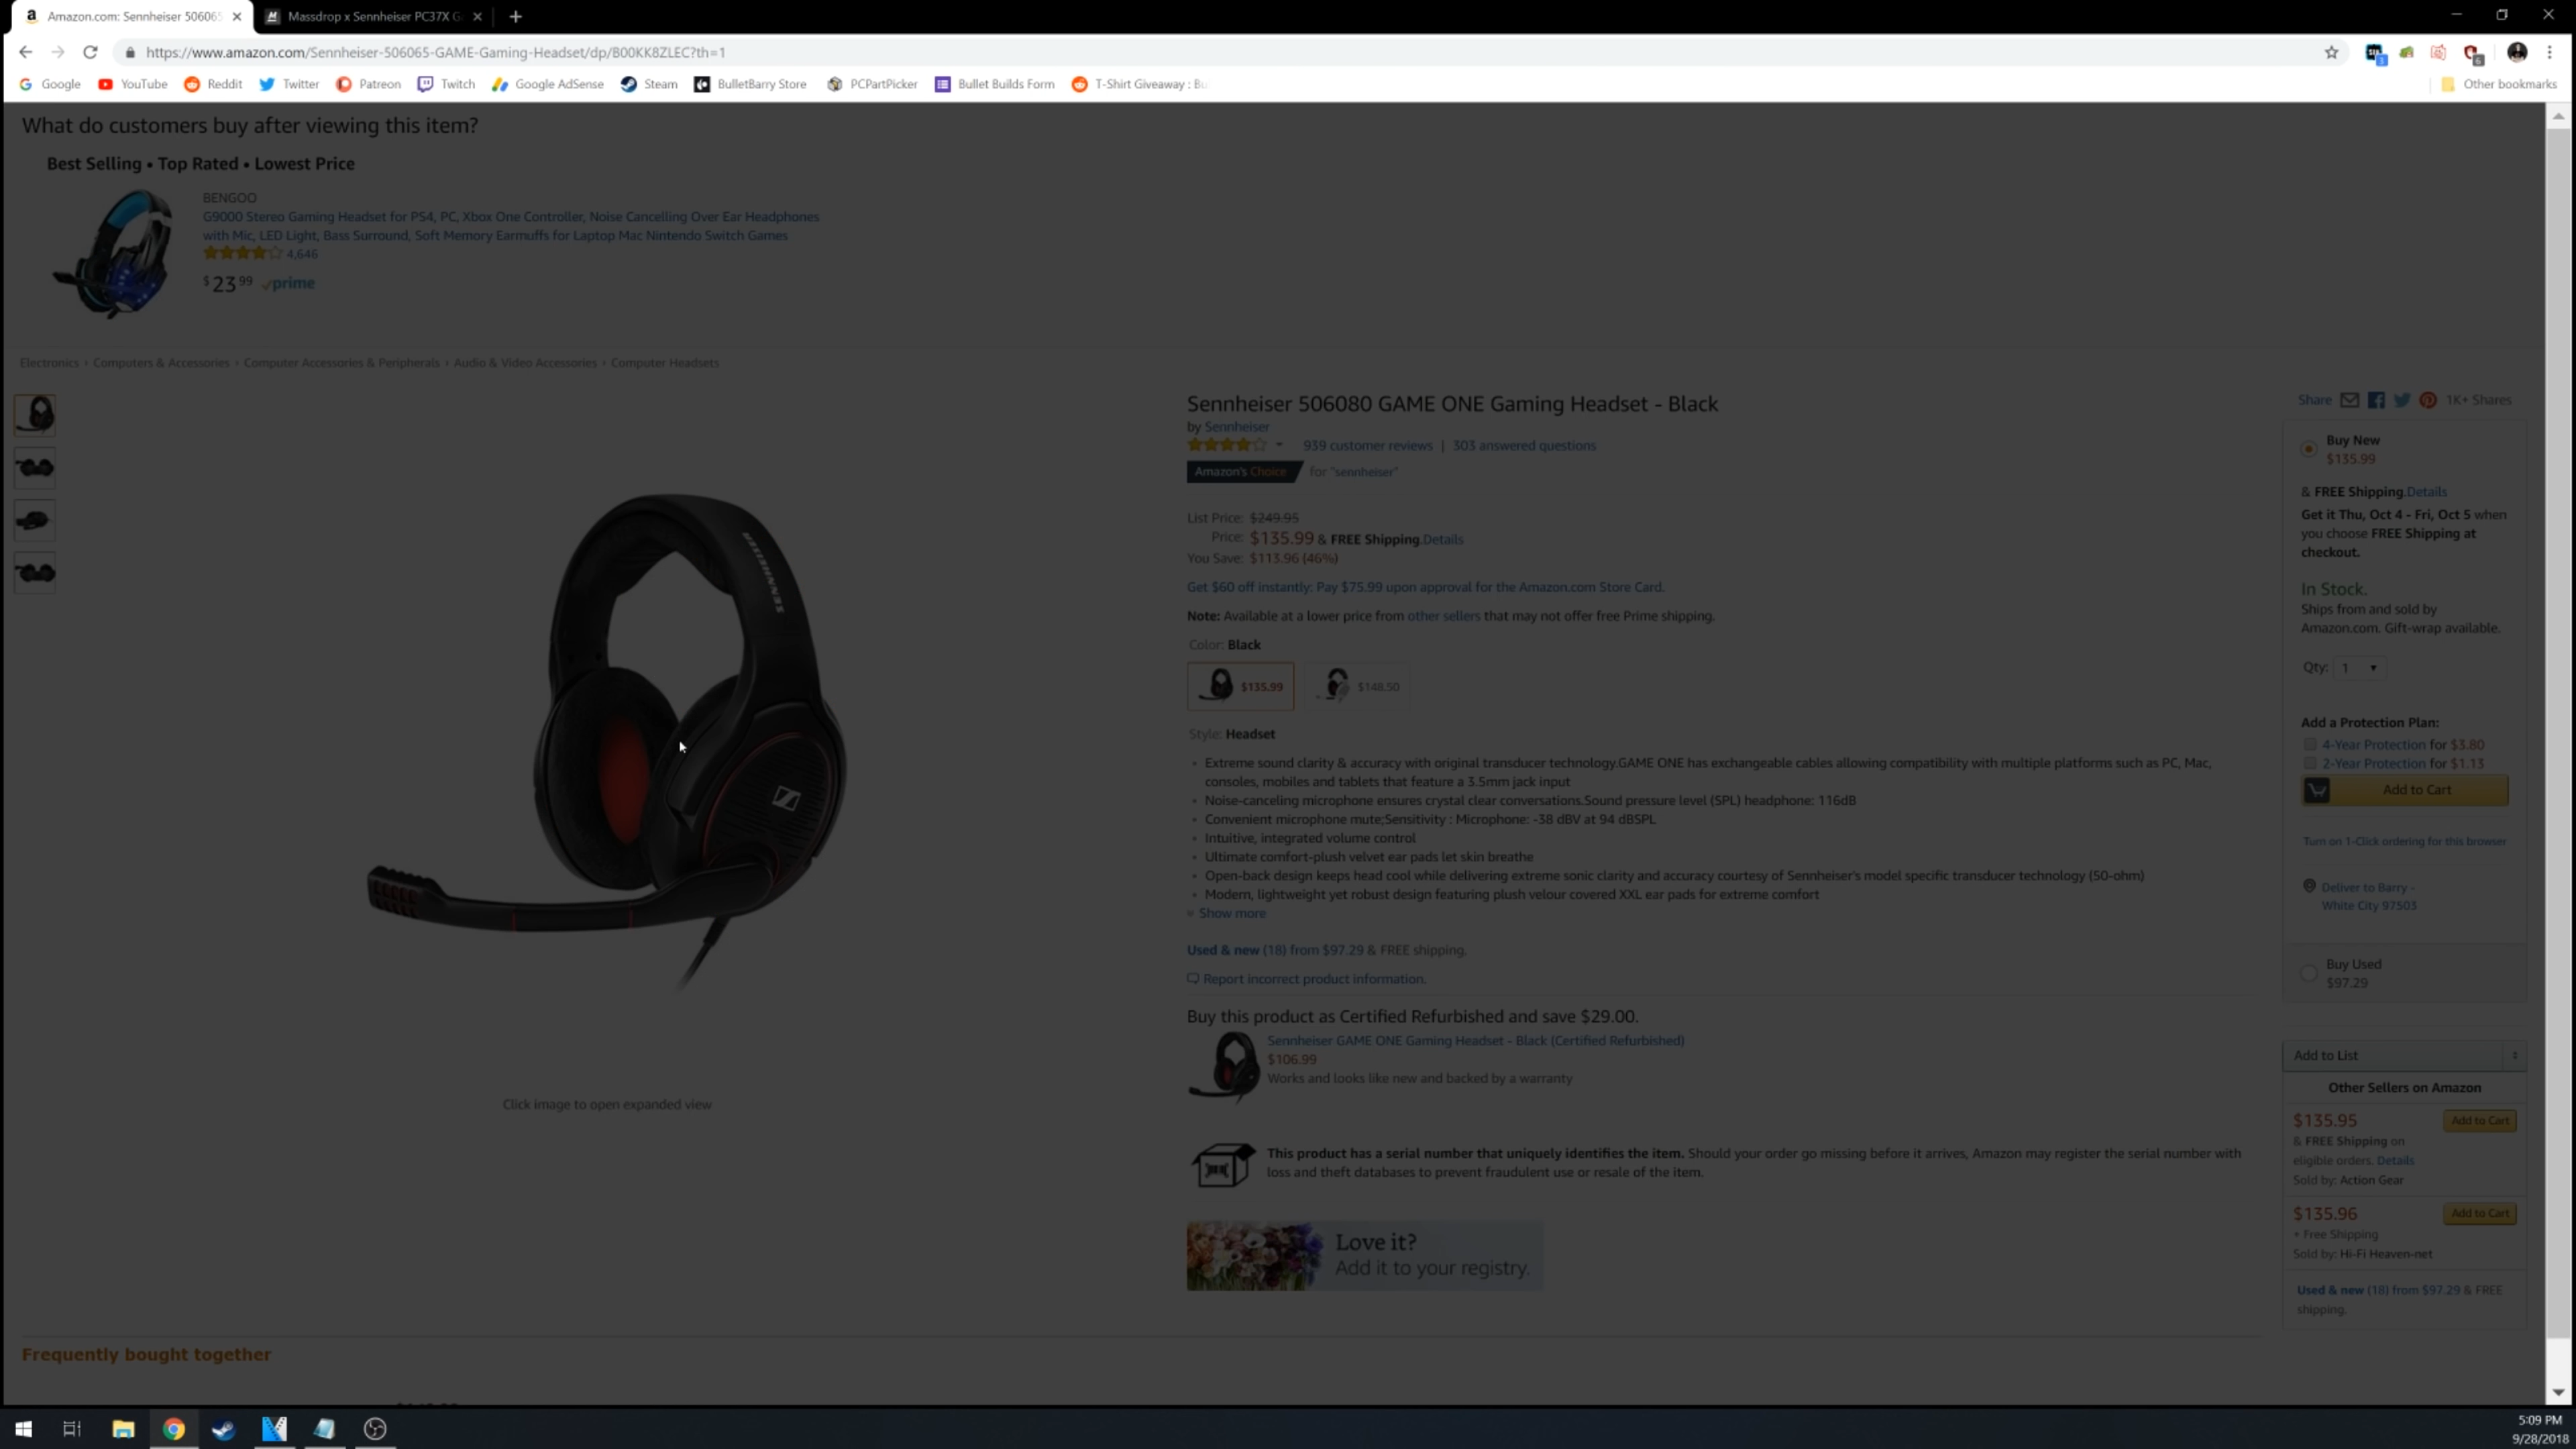 Amazon.com: Sennheiser 506065
Massdrop x Sennheiser PC37X G
https://www.amazon.com/Sennheiser-506065-GAME-Gaming-Headset/dp/B00KK8ZLEC?th=1
Google YouTube Reddit Twitter Patreon Twitch Google AdSense Steam BulletBarry Store PCPartPicker Bullet Builds Form T-Shirt Giveaway : Bu Other bookmarks
What do customers buy after viewing this item?
Best Selling • Top Rated • Lowest Price
BENGOO
G9000 Stereo Gaming Headset for PS4, PC, Xbox One Controller, Noise Cancelling Over Ear Headphones
with Mic, LED Light, Bass Surround, Soft Memory Earmuffs for Laptop Mac Nintendo Switch Games
4,646
$23.99 prime
Electronics › Computers & Accessories › Computer Accessories & Peripherals › Audio & Video Accessories › Computer Headsets
SENNHEISER
Click image to open expanded view
Sennheiser 506080 GAME ONE Gaming Headset - Black
by Sennheiser
939 customer reviews | 303 answered questions
Amazon's Choice for "sennheiser"
List Price: $249.95
Price: $135.99 & FREE Shipping.Details
You Save: $113.96 (46%)
Get $60 off instantly: Pay $75.99 upon approval for the Amazon.com Store Card.
Note: Available at a lower price from other sellers that may not offer free Prime shipping.
Color: Black
$135.99 $148.50
Style: Headset
• Extreme sound clarity & accuracy with original transducer technology.GAME ONE has exchangeable cables allowing compatibility with multiple platforms such as PC, Mac,
consoles, mobiles and tablets that feature a 3.5mm jack input
• Noise-canceling microphone ensures crystal clear conversations.Sound pressure level (SPL) headphone: 116dB
• Convenient microphone mute;Sensitivity : Microphone: -38 dBV at 94 dBSPL
• Intuitive, integrated volume control
• Ultimate comfort-plush velvet ear pads let skin breathe
• Open-back design keeps head cool while delivering extreme sonic clarity and accuracy courtesy of Sennheiser's model specific transducer technology (50-ohm)
• Modern, lightweight yet robust design featuring plush velour covered XXL ear pads for extreme comfort
Show more
Used & new (18) from $97.29 & FREE shipping.
Report incorrect product information.
Buy this product as Certified Refurbished and save $29.00.
Sennheiser GAME ONE Gaming Headset - Black (Certified Refurbished)
$106.99
Works and looks like new and backed by a warranty
This product has a serial number that uniquely identifies the item. Should your order go missing before it arrives, Amazon may register the serial number with
loss and theft databases to prevent fraudulent use or resale of the item.
Love it?
Add it to your registry.
Share 1K+ Shares
Buy New
$135.99
& FREE Shipping.Details
Get it Thu, Oct 4 - Fri, Oct 5 when
you choose FREE Shipping at
checkout.
In Stock.
Ships from and sold by
Amazon.com. Gift-wrap available.
Qty: 1
Add a Protection Plan:
4-Year Protection for $3.80
2-Year Protection for $1.13
Add to Cart
Turn on 1-Click ordering for this browser
Deliver to Barry -
White City 97503
Buy Used
$97.29
Add to List
Other Sellers on Amazon
$135.95 Add to Cart
& FREE Shipping on
eligible orders. Details
Sold by: Action Gear
$135.96 Add to Cart
+ Free Shipping
Sold by: Hi-Fi Heaven-net
Used & new (18) from $97.29 & FREE
shipping.
Frequently bought together
5:09 PM
9/28/2018